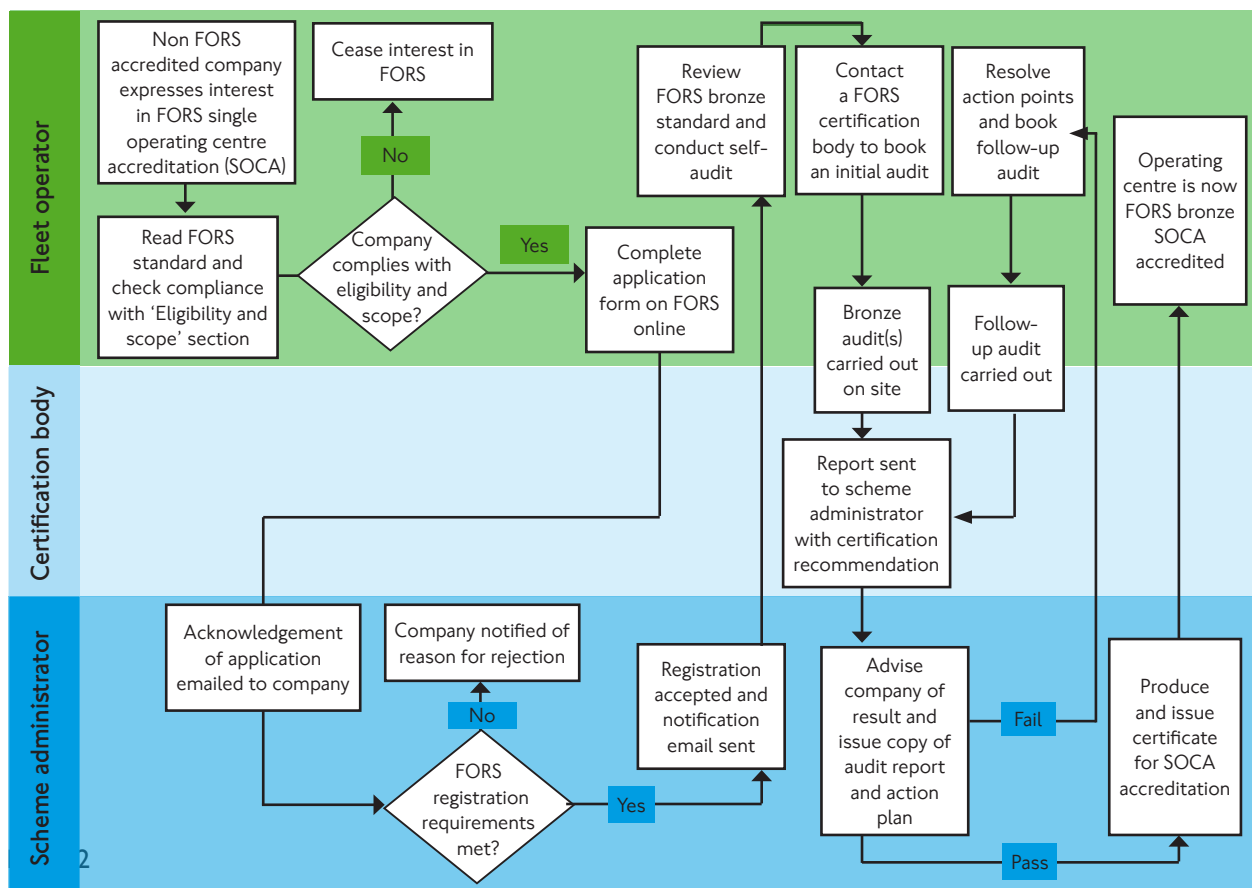 Fleet operator
Non FORS
accredited company
expresses interest
in FORS single
operating centre
accreditation (SOCA)
Read FORS
standard and
check compliance
with ‘Eligibility and
scope’ section
Cease interest in
FORS
No
Company
complies with
eligibility and
scope?
Yes
Complete
application
form on FORS
online
Review
FORS bronze
standard and
conduct self-
audit
Contact
a FORS
certification
body to book
an initial audit
Bronze
audit(s)
carried out
on site
Resolve
action points
and book
follow-up
audit
Follow-
up audit
carried out
Operating
centre is now
FORS bronze
SOCA
accredited
Certification body
Report sent
to scheme
administrator
with certification
recommendation
Scheme administrator
Acknowledgement
of application
emailed to company
Company notified of
reason for rejection
No
FORS
registration
requirements
met?
Yes
Registration
accepted and
notification
email sent
Advise
company of
result and
issue copy of
audit report
and action
plan
Fail
Pass
Produce
and issue
certificate
for SOCA
accreditation
2